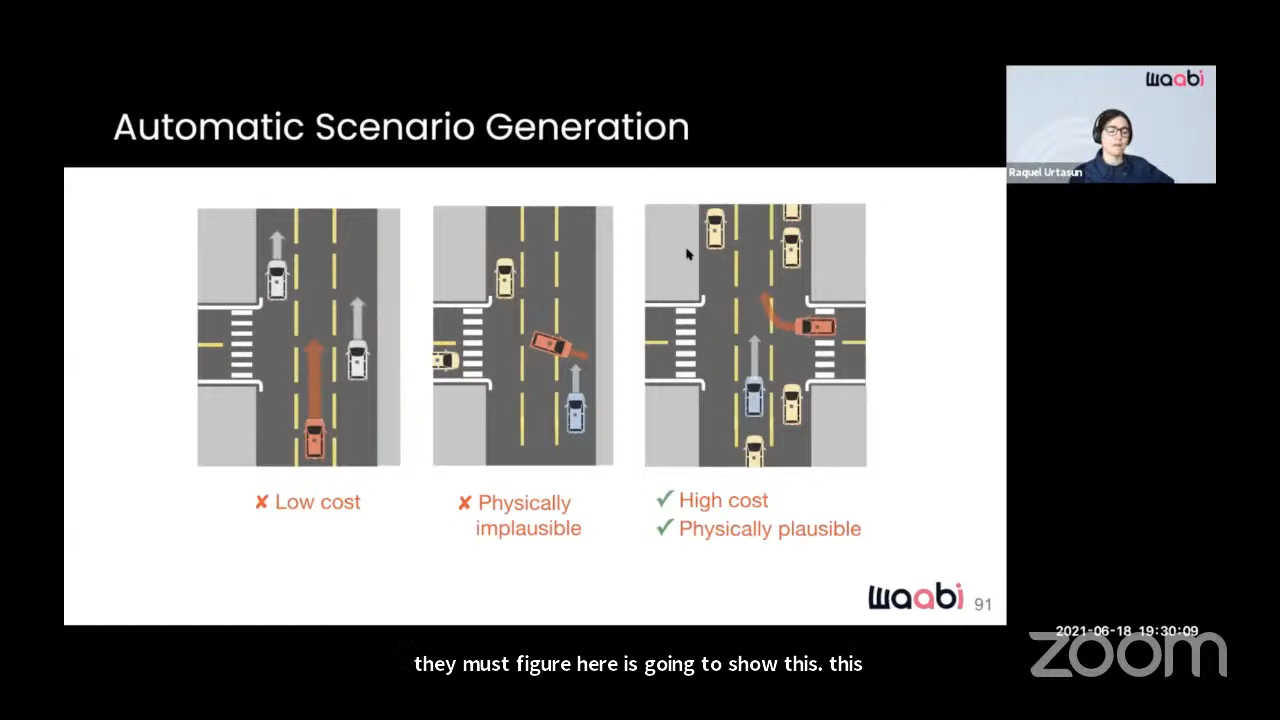 Automatic Scenario Generation
waabi
Raquel Urtasun
✘ Low cost
✘ Physically
implausible
✓ High cost
✓ Physically plausible
waabi
91
2021-06-18 19:30:09
zoom
they must figure here is going to show this. this